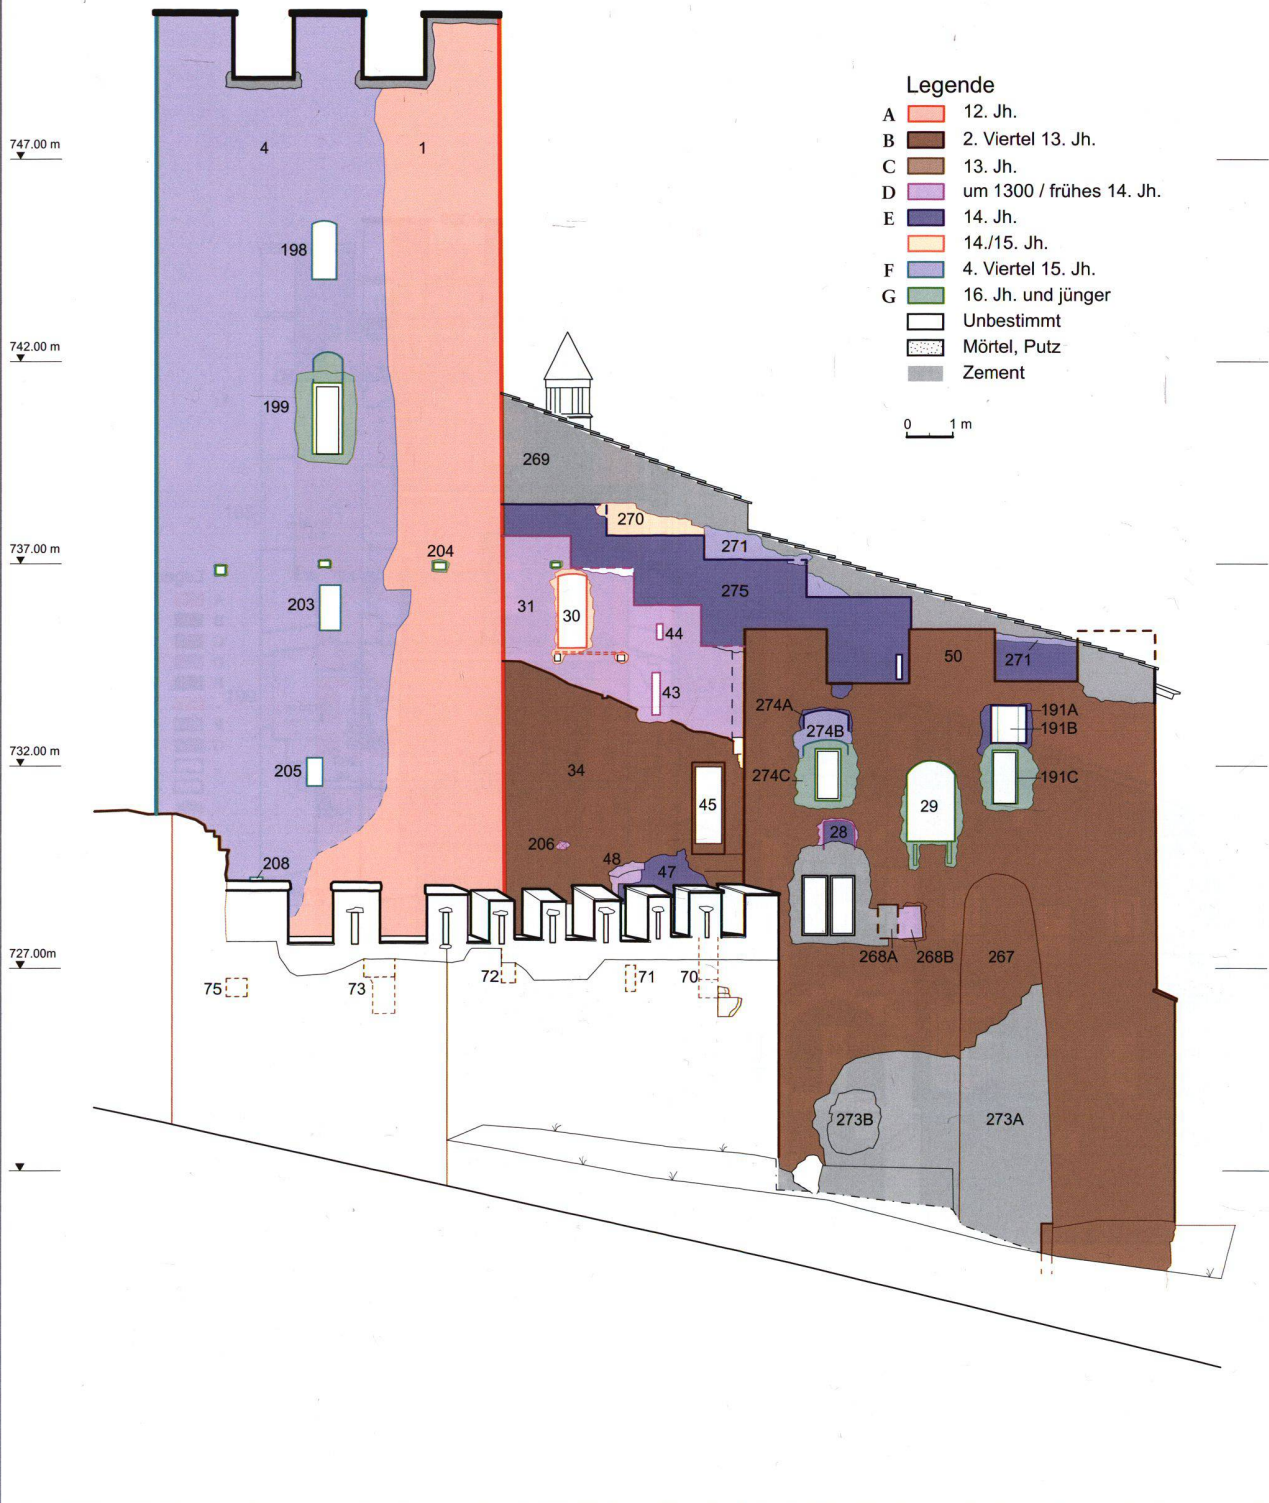 Legende
A 12. Jh.
B 2. Viertel 13. Jh.
C 13. Jh.
D um 1300 / frühes 14. Jh.
E 14. Jh.
14./15. Jh.
F 4. Viertel 15. Jh.
G 16. Jh. und jünger
Unbestimmt
Mörtel, Putz
Zement
0 1 m
747.00 m
4 1
198
742.00 m
199
269
270
737.00 m
204
271
203
31
30
275
44
50
271
43
274A
191A
274B
191B
732.00 m
205
34
274C
191C
45
29
206
28
208
48
47
727.00m
268A
268B
267
75
73
72
71
70
273B
273A